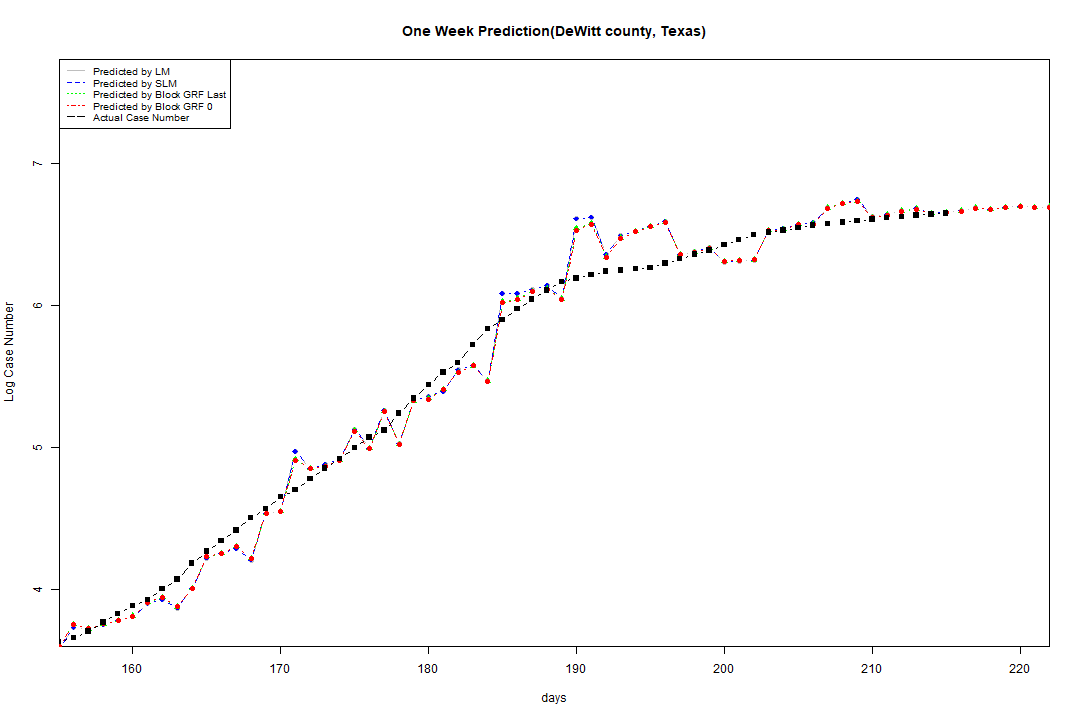 One Week Prediction(DeWitt county, Texas)
Predicted by LM
Predicted by SLM
Predicted by Block GRF Last
Predicted by Block GRF 0
Actual Case Number
7
6
5
4
Log Case Number
160 170 180 190 200 210 220
days